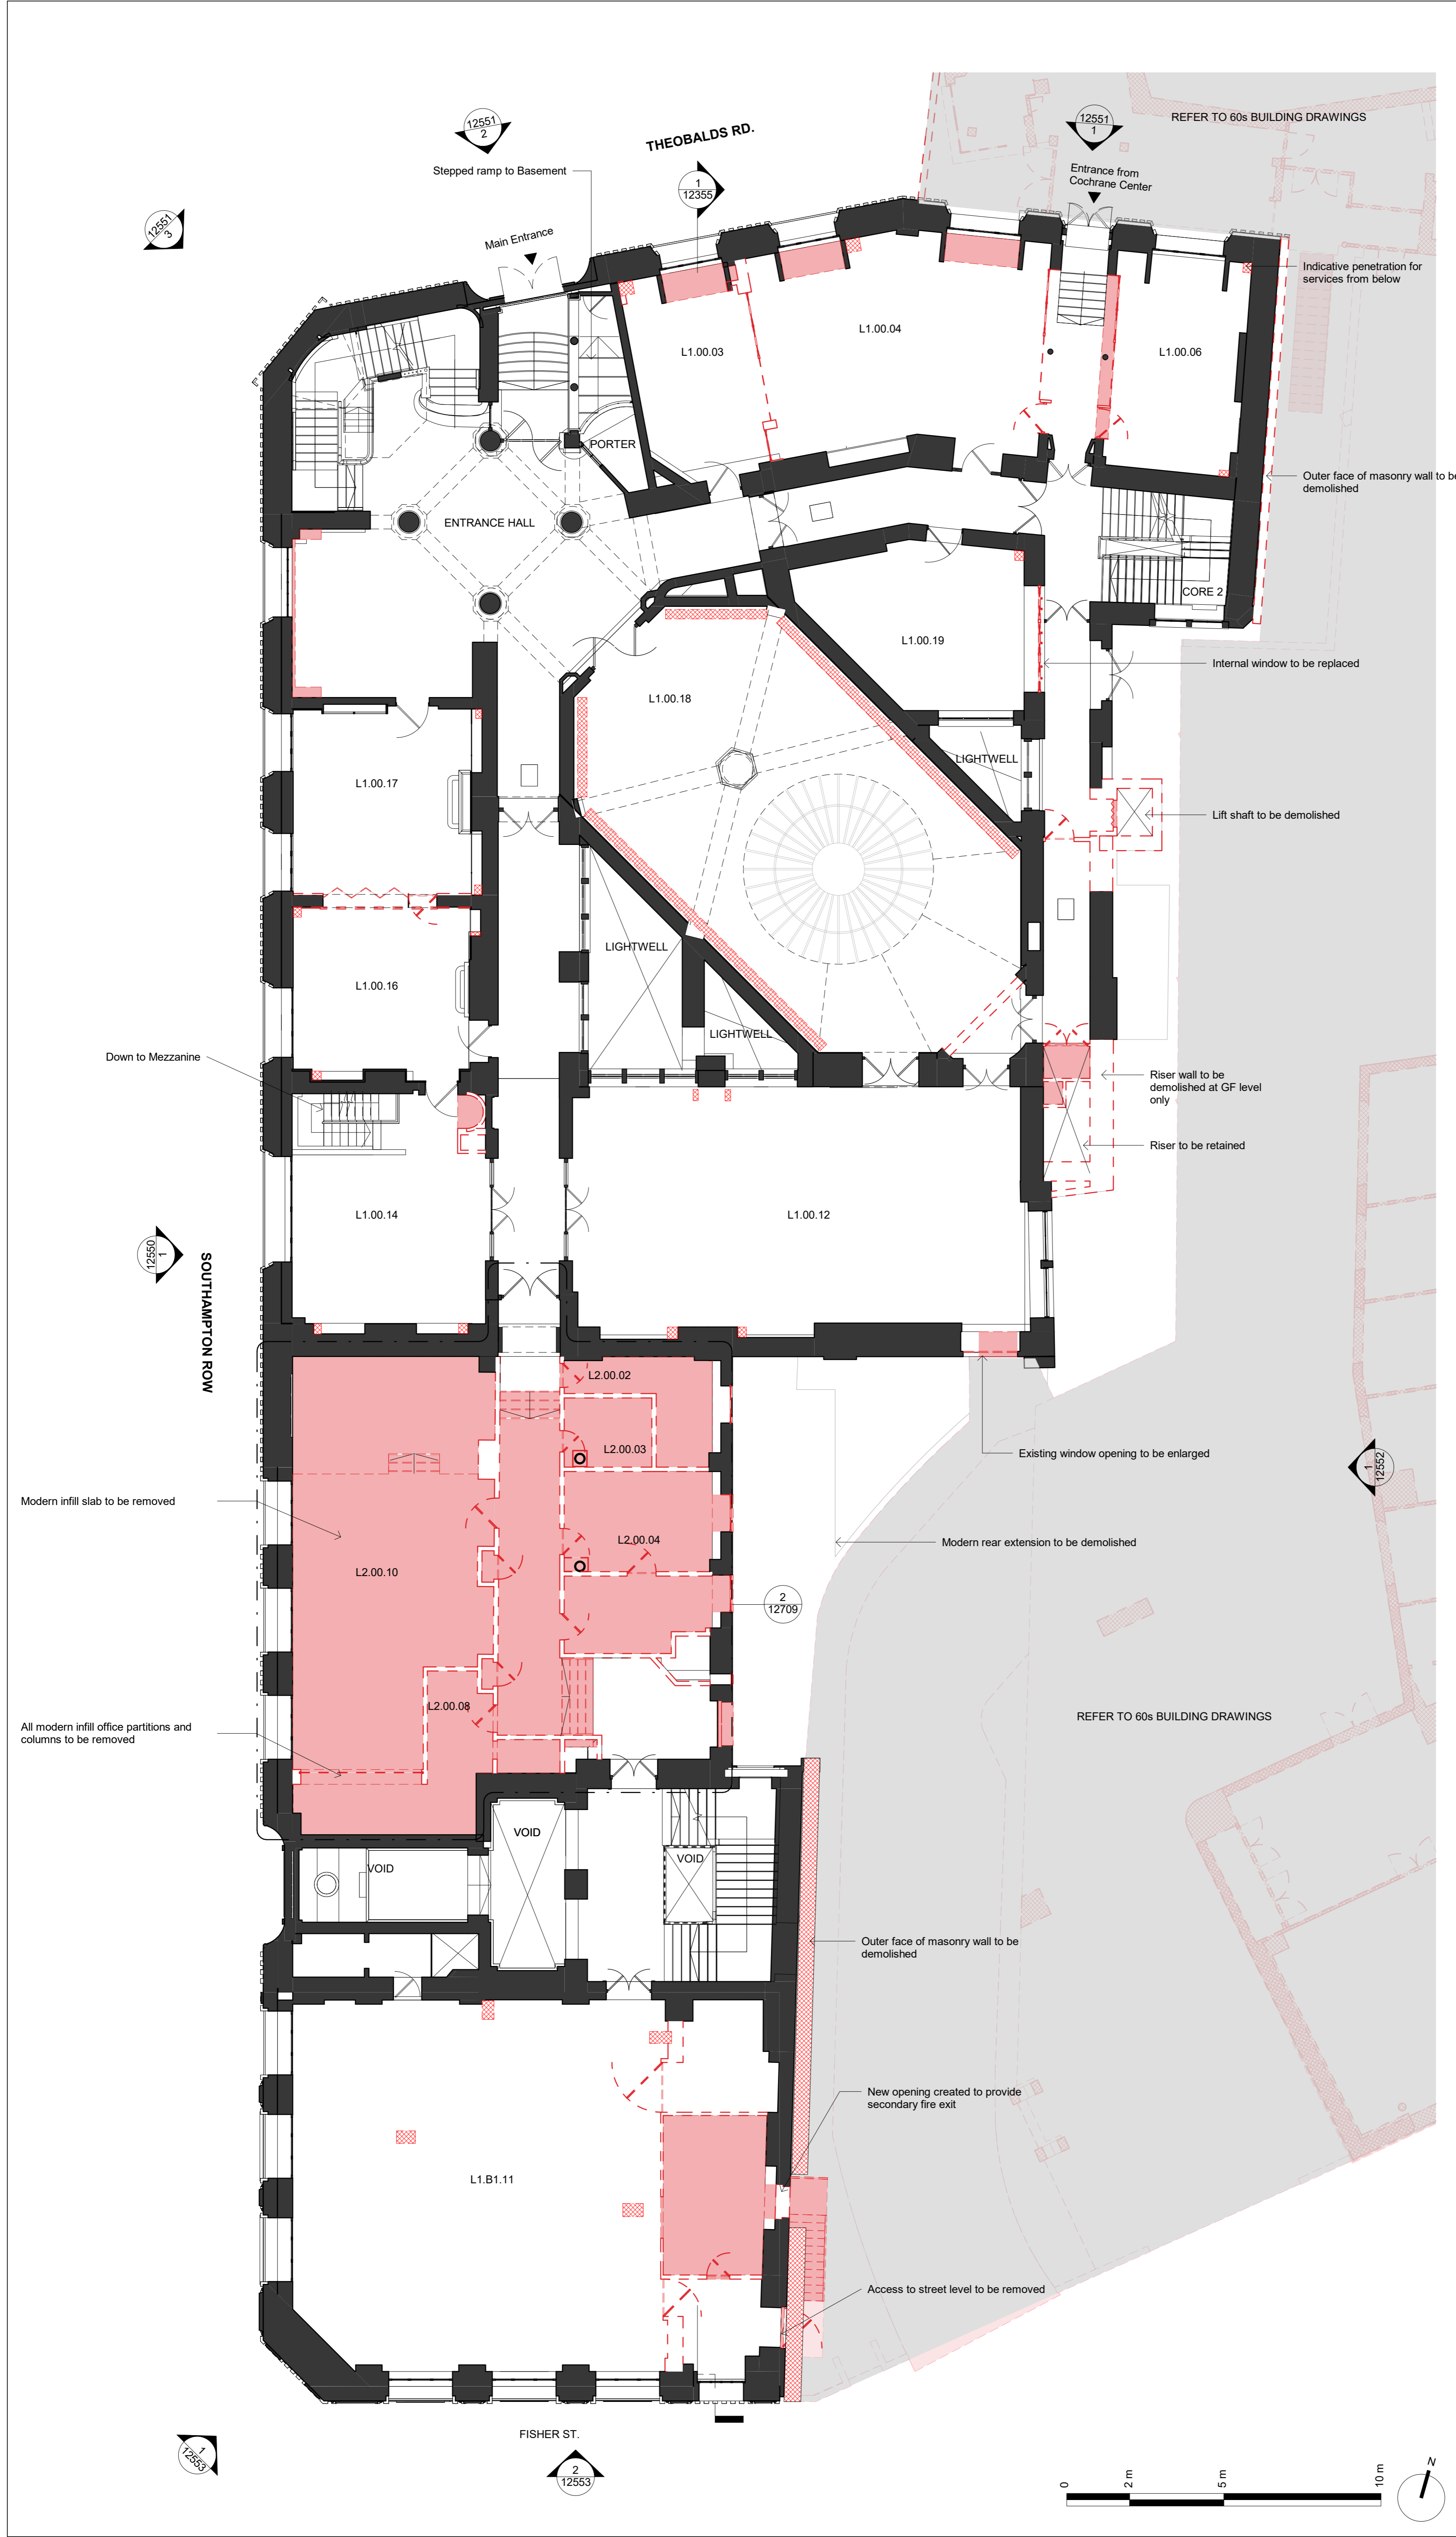 REFER TO 60s BUILDING DRAWINGS
12551
2
12551
1
THEOBALDS RD.
Stepped ramp to Basement
Entrance from
Cochrane Center
1
12355
12551
3
Main Entrance
Indicative penetration for
services from below
L1.00.03
L1.00.04
L1.00.06
PORTER
Outer face of masonry wall to be
demolished
ENTRANCE HALL
CORE 2
L1.00.19
Internal window to be replaced
L1.00.18
LIGHTWELL
L1.00.17
Lift shaft to be demolished
LIGHTWELL
L1.00.16
LIGHTWELL
Down to Mezzanine
Riser wall to be
demolished at GF level
only
Riser to be retained
L1.00.14
L1.00.12
12550
1
SOUTHAMPTON ROW
L2.00.02
L2.00.03
Existing window opening to be enlarged
1
12552
Modern infill slab to be removed
L2.00.04
Modern rear extension to be demolished
L2.00.10
2
12709
L2.00.08
REFER TO 60s BUILDING DRAWINGS
All modern infill office partitions and
columns to be removed
VOID
VOID
VOID
Outer face of masonry wall to be
demolished
New opening created to provide
secondary fire exit
L1.B1.11
Access to street level to be removed
FISHER ST.
1
12553
2
12553
0
2 m
5 m
10 m
N